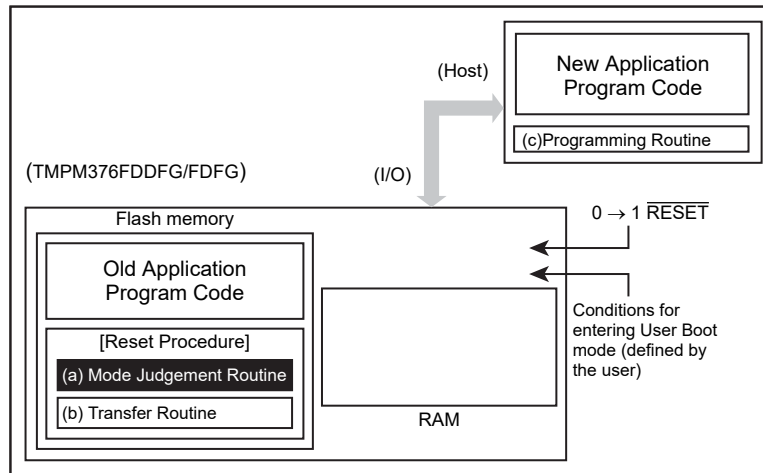 New Application
Program Code
(c)Programming Routine
(Host)
(I/O)
(TMPM376FDDFG/FDFG)
Flash memory
Old Application
Program Code
[Reset Procedure]
(a) Mode Judgement Routine
(b) Transfer Routine
RAM
0 → 1 RESET
Conditions for
entering User Boot
mode (defined by
the user)